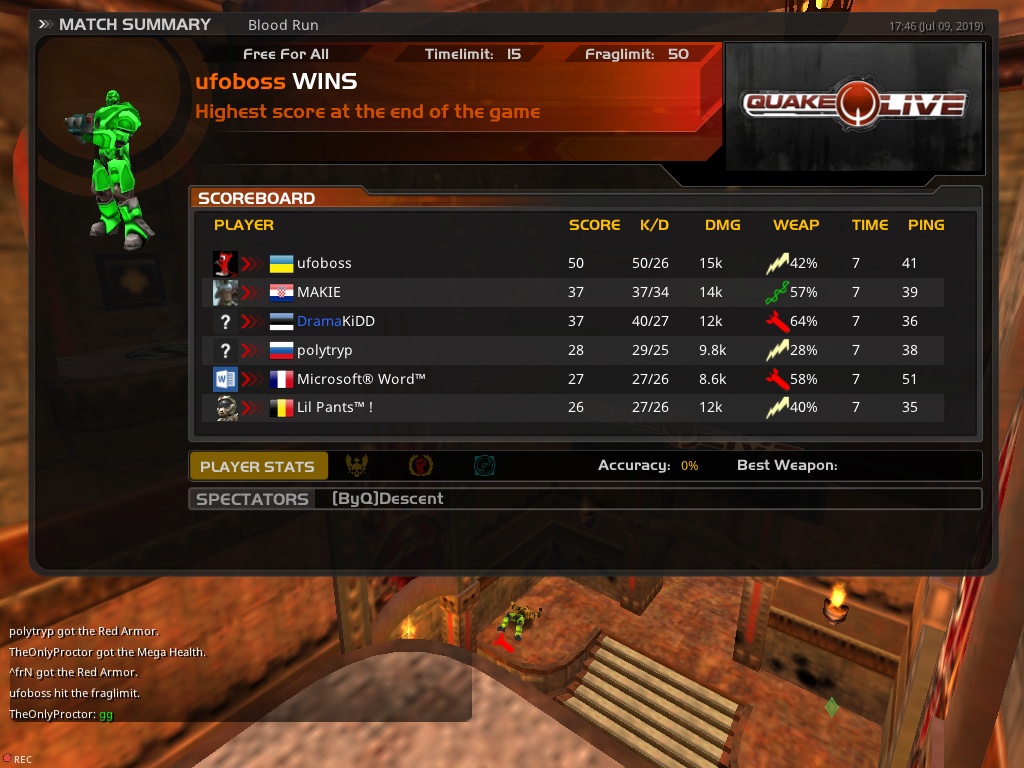 MATCH SUMMARY Blood Run 17:46 (Jul 09, 2019)
Free For All Timelimit: 15 Fraglimit: 50
ufoboss WINS
Highest score at the end of the game
QUAKE LIVE
SCOREBOARD
PLAYER SCORE K/D DMG WEAP TIME PING
ufoboss 50 50/26 15k 42% 7 41
MAKIE 37 37/34 14k 57% 7 39
? DramaKiDD 37 40/27 12k 64% 7 36
? polytryp 28 29/25 9.8k 28% 7 38
W Microsoft® Word™ 27 27/26 8.6k 58% 7 51
Lil Pants™ ! 26 27/26 12k 40% 7 35
PLAYER STATS Accuracy: 0% Best Weapon:
SPECTATORS [ByQ]Descent
polytryp got the Red Armor.
TheOnlyProctor got the Mega Health.
^frN got the Red Armor.
ufoboss hit the fraglimit.
TheOnlyProctor: gg
REC